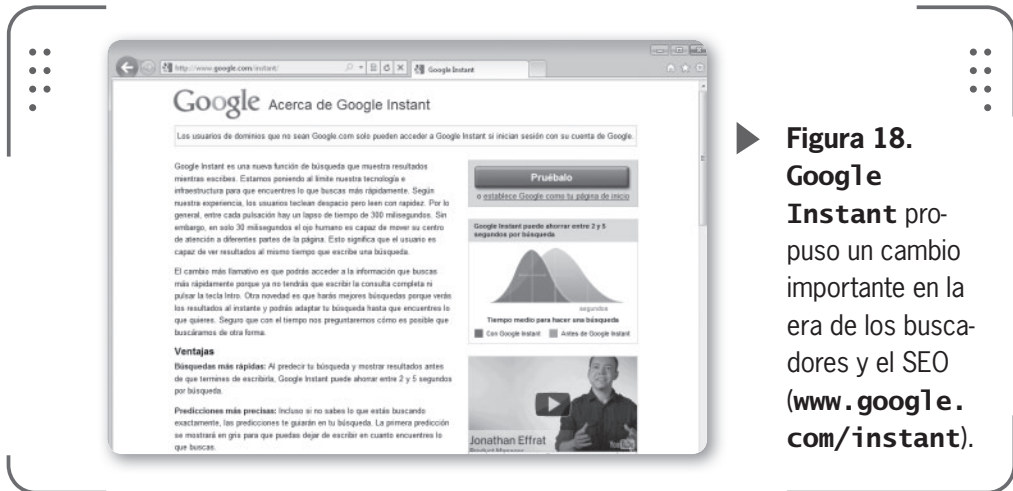 http://www.google.com/instant/
Google Instant
Google Acerca de Google Instant
Los usuarios de dominios que no sean Google.com solo pueden acceder a Google Instant si inician sesión con su cuenta de Google.
Google Instant es una nueva función de búsqueda que muestra resultados
mientras escribes. Estamos poniendo al límite nuestra tecnología e
infraestructura para que encuentres lo que buscas más rápidamente. Según
nuestra experiencia, los usuarios teclean despacio pero leen con rapidez. Por lo
general, entre cada pulsación hay un lapso de tiempo de 300 milisegundos. Sin
embargo, en solo 30 milisegundos el ojo humano es capaz de mover su centro
de atención a diferentes partes de la página. Esto significa que el usuario es
capaz de ver resultados al mismo tiempo que escribe una búsqueda.
El cambio más llamativo es que podrás acceder a la información que buscas
más rápidamente porque ya no tendrás que escribir la consulta completa ni
pulsar la tecla Intro. Otra novedad es que harás mejores búsquedas porque verás
los resultados al instante y podrás adaptar tu búsqueda hasta que encuentres lo
que quieres. Seguro que con el tiempo nos preguntaremos cómo es posible que
buscáramos de otra forma.
Ventajas
Búsquedas más rápidas: Al predecir tu búsqueda y mostrar resultados antes
de que termines de escribirla, Google Instant puede ahorrar entre 2 y 5 segundos
por búsqueda.
Predicciones más precisas: Incluso si no sabes lo que estás buscando
exactamente, las predicciones te guiarán en tu búsqueda. La primera predicción
se mostrará en gris para que puedas dejar de escribir en cuanto encuentres lo
que buscas.
Pruébalo
o establece Google como tu página de inicio
Google Instant puede ahorrar entre 2 y 5
segundos por búsqueda
segundos
Tiempo medio para hacer una búsqueda
Con Google Instant Antes de Google Instant
Jonathan Effrat
Product Manager
Figura 18.
Google
Instant pro-
puso un cambio
importante en la
era de los busca-
dores y el SEO
(www.google.
com/instant).